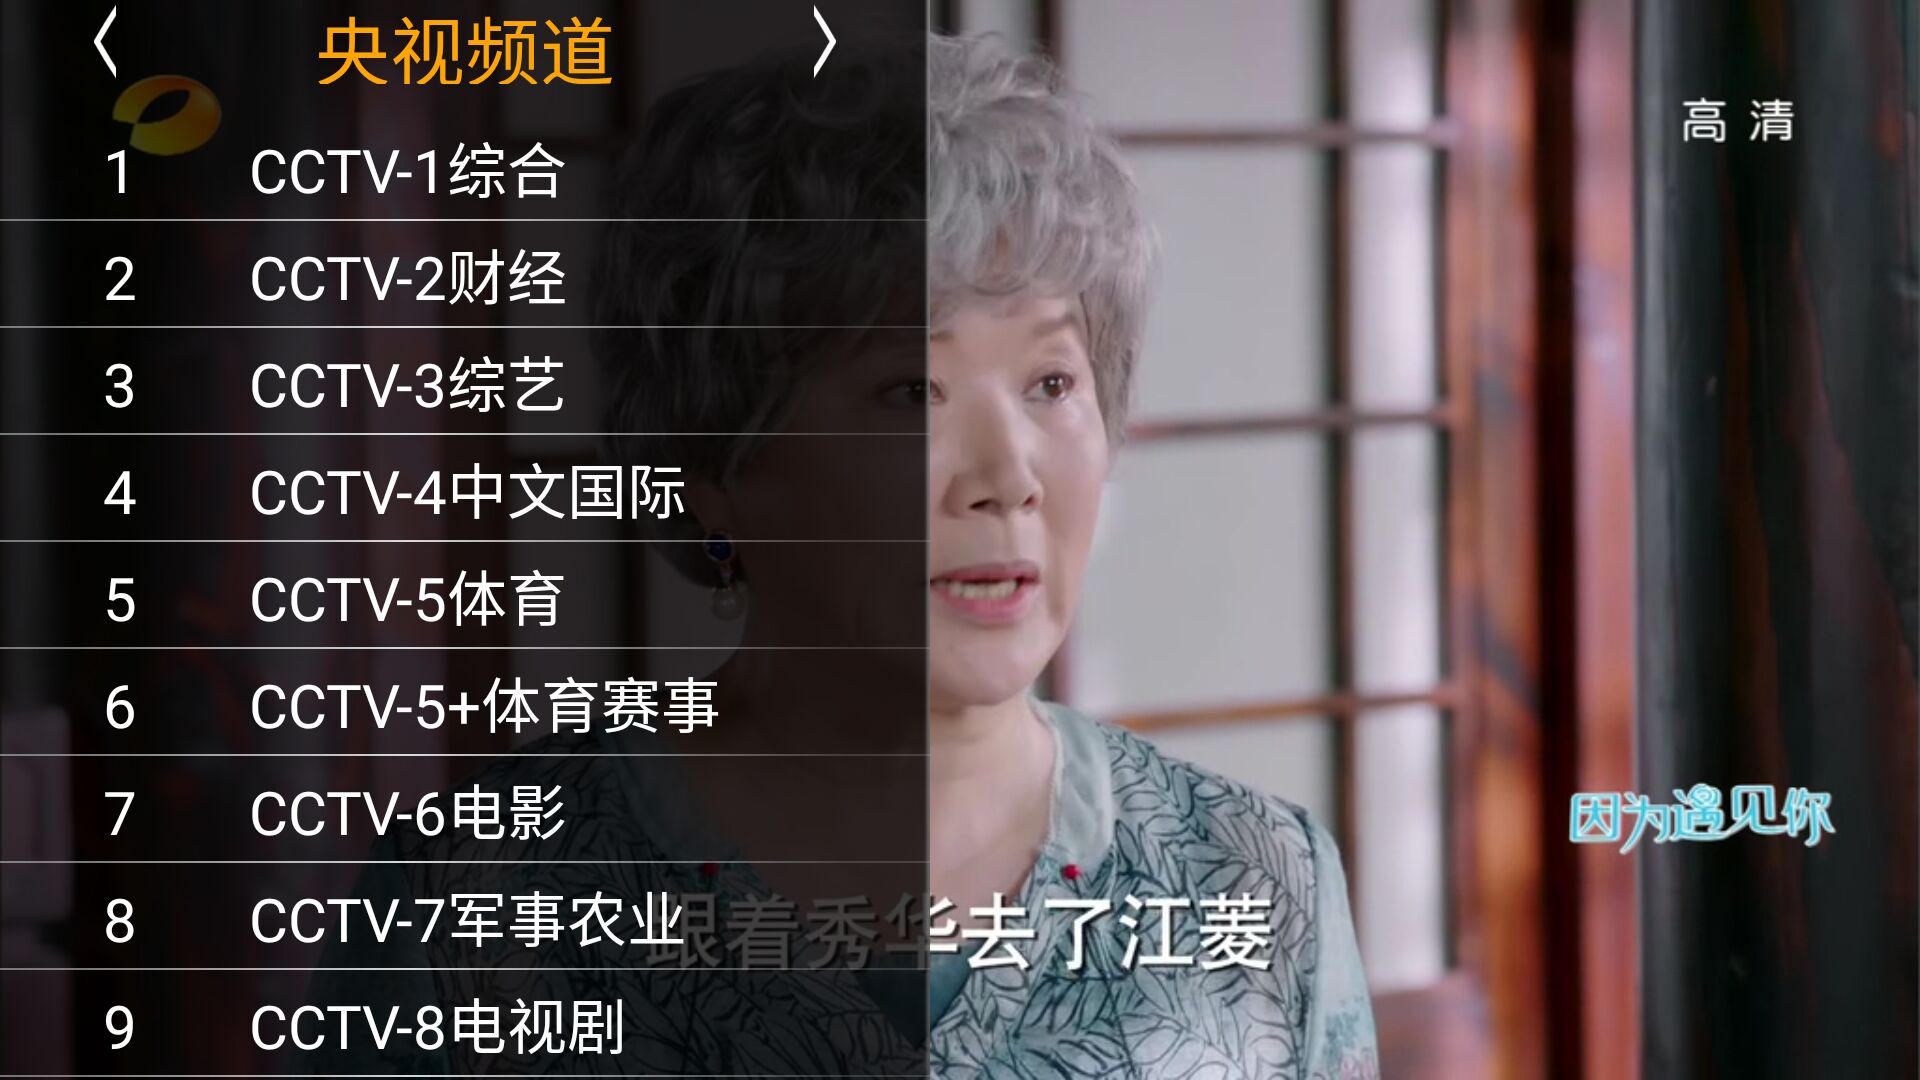 央视频道
高清
1 CCTV-1综合
2 CCTV-2财经
3 CCTV-3综艺
4 CCTV-4中文国际
5 CCTV-5体育
6 CCTV-5+体育赛事
7 CCTV-6电影
因为遇见你
8 CCTV-7军事农业
跟着秀华去了江菱
9 CCTV-8电视剧